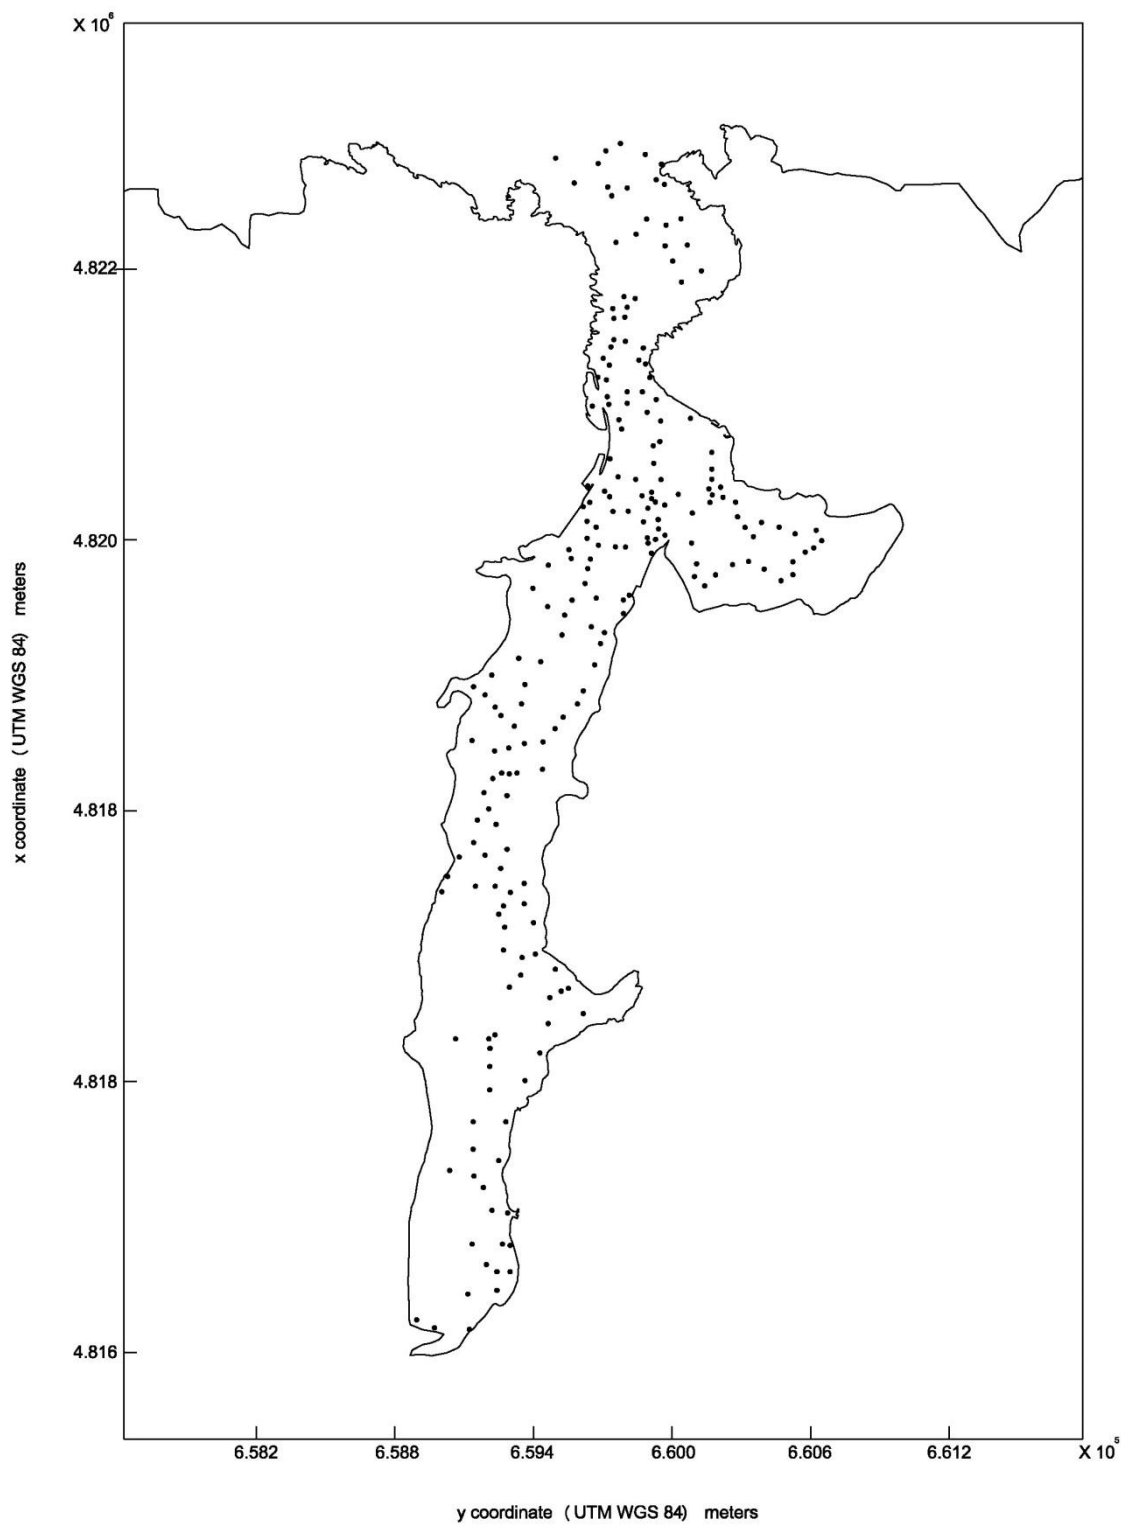 X 10⁶
4.822
4.820
4.818
4.818
4.816
x coordinate ( UTM WGS 84) meters
6.582 6.588 6.594 6.600 6.606 6.612 X 10⁵
y coordinate ( UTM WGS 84) meters